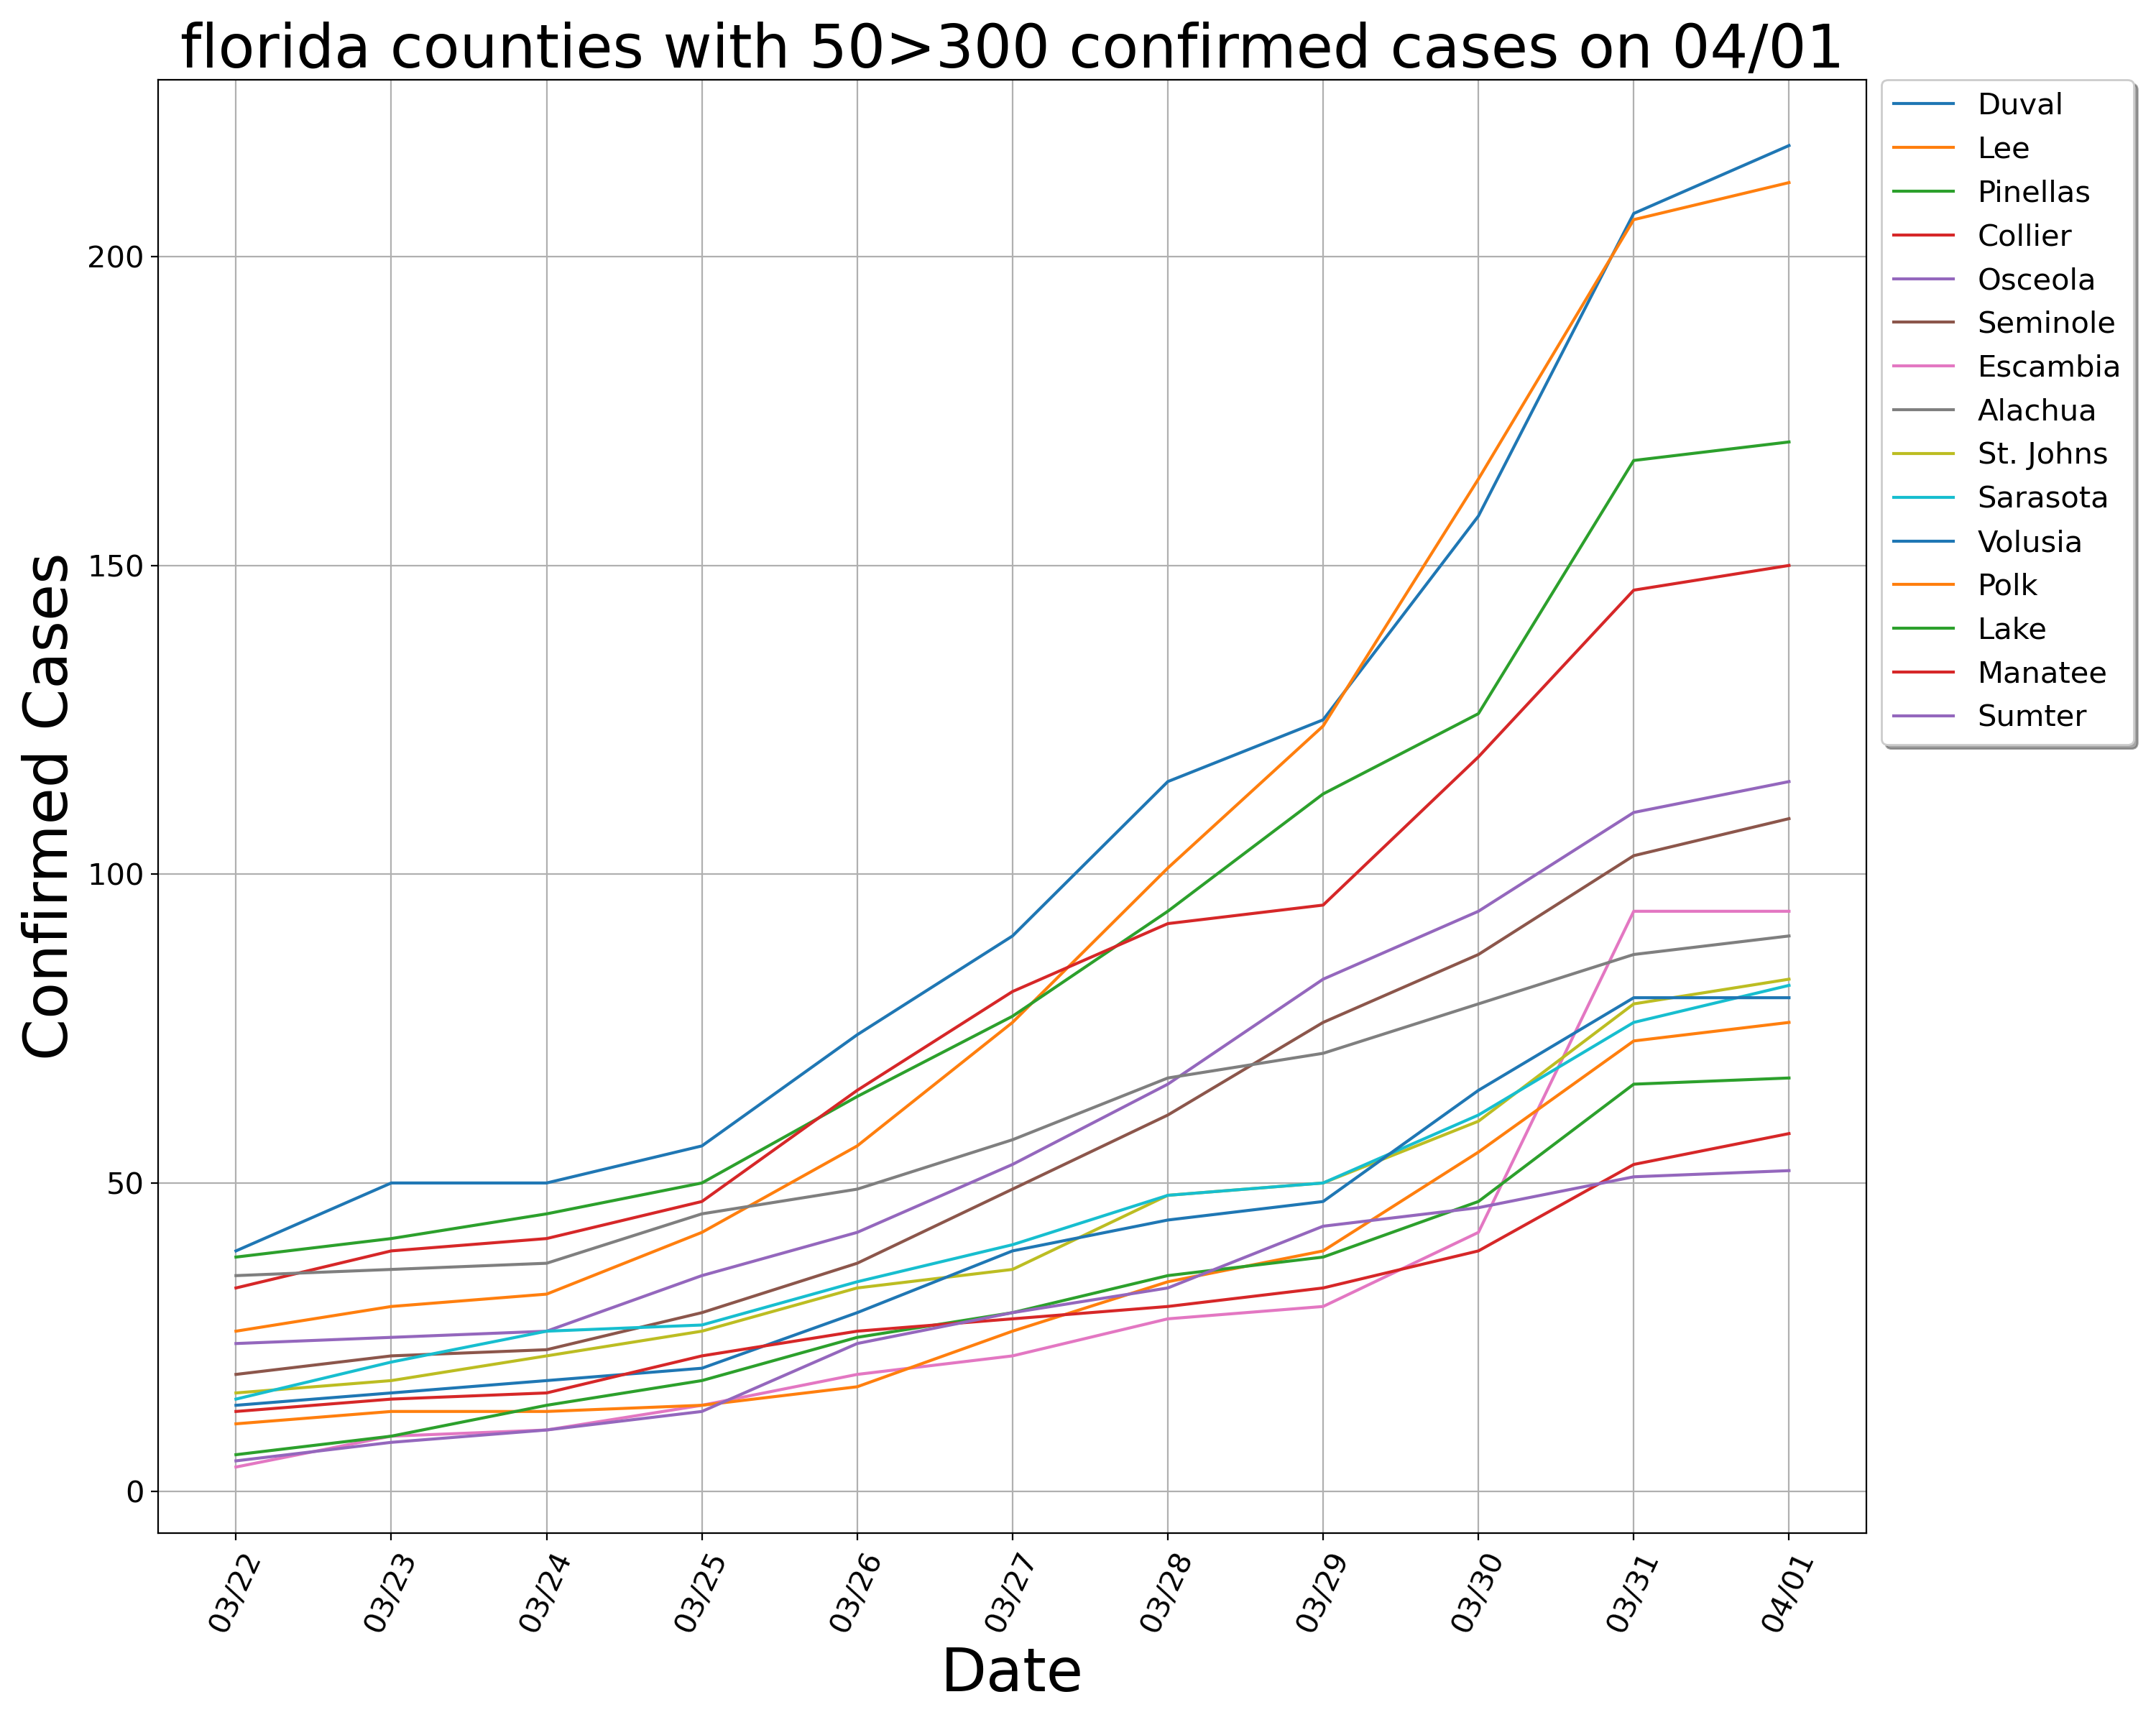 florida counties with 50>300 confirmed cases on 04/01
Duval
Lee
Pinellas
Collier
Osceola
Seminole
Escambia
Alachua
St. Johns
Sarasota
Volusia
Polk
Lake
Manatee
Sumter
Confirmed Cases
200
150
100
50
0
03/22
03/23
03/24
03/25
03/26
03/27
03/28
03/29
03/30
03/31
04/01
Date